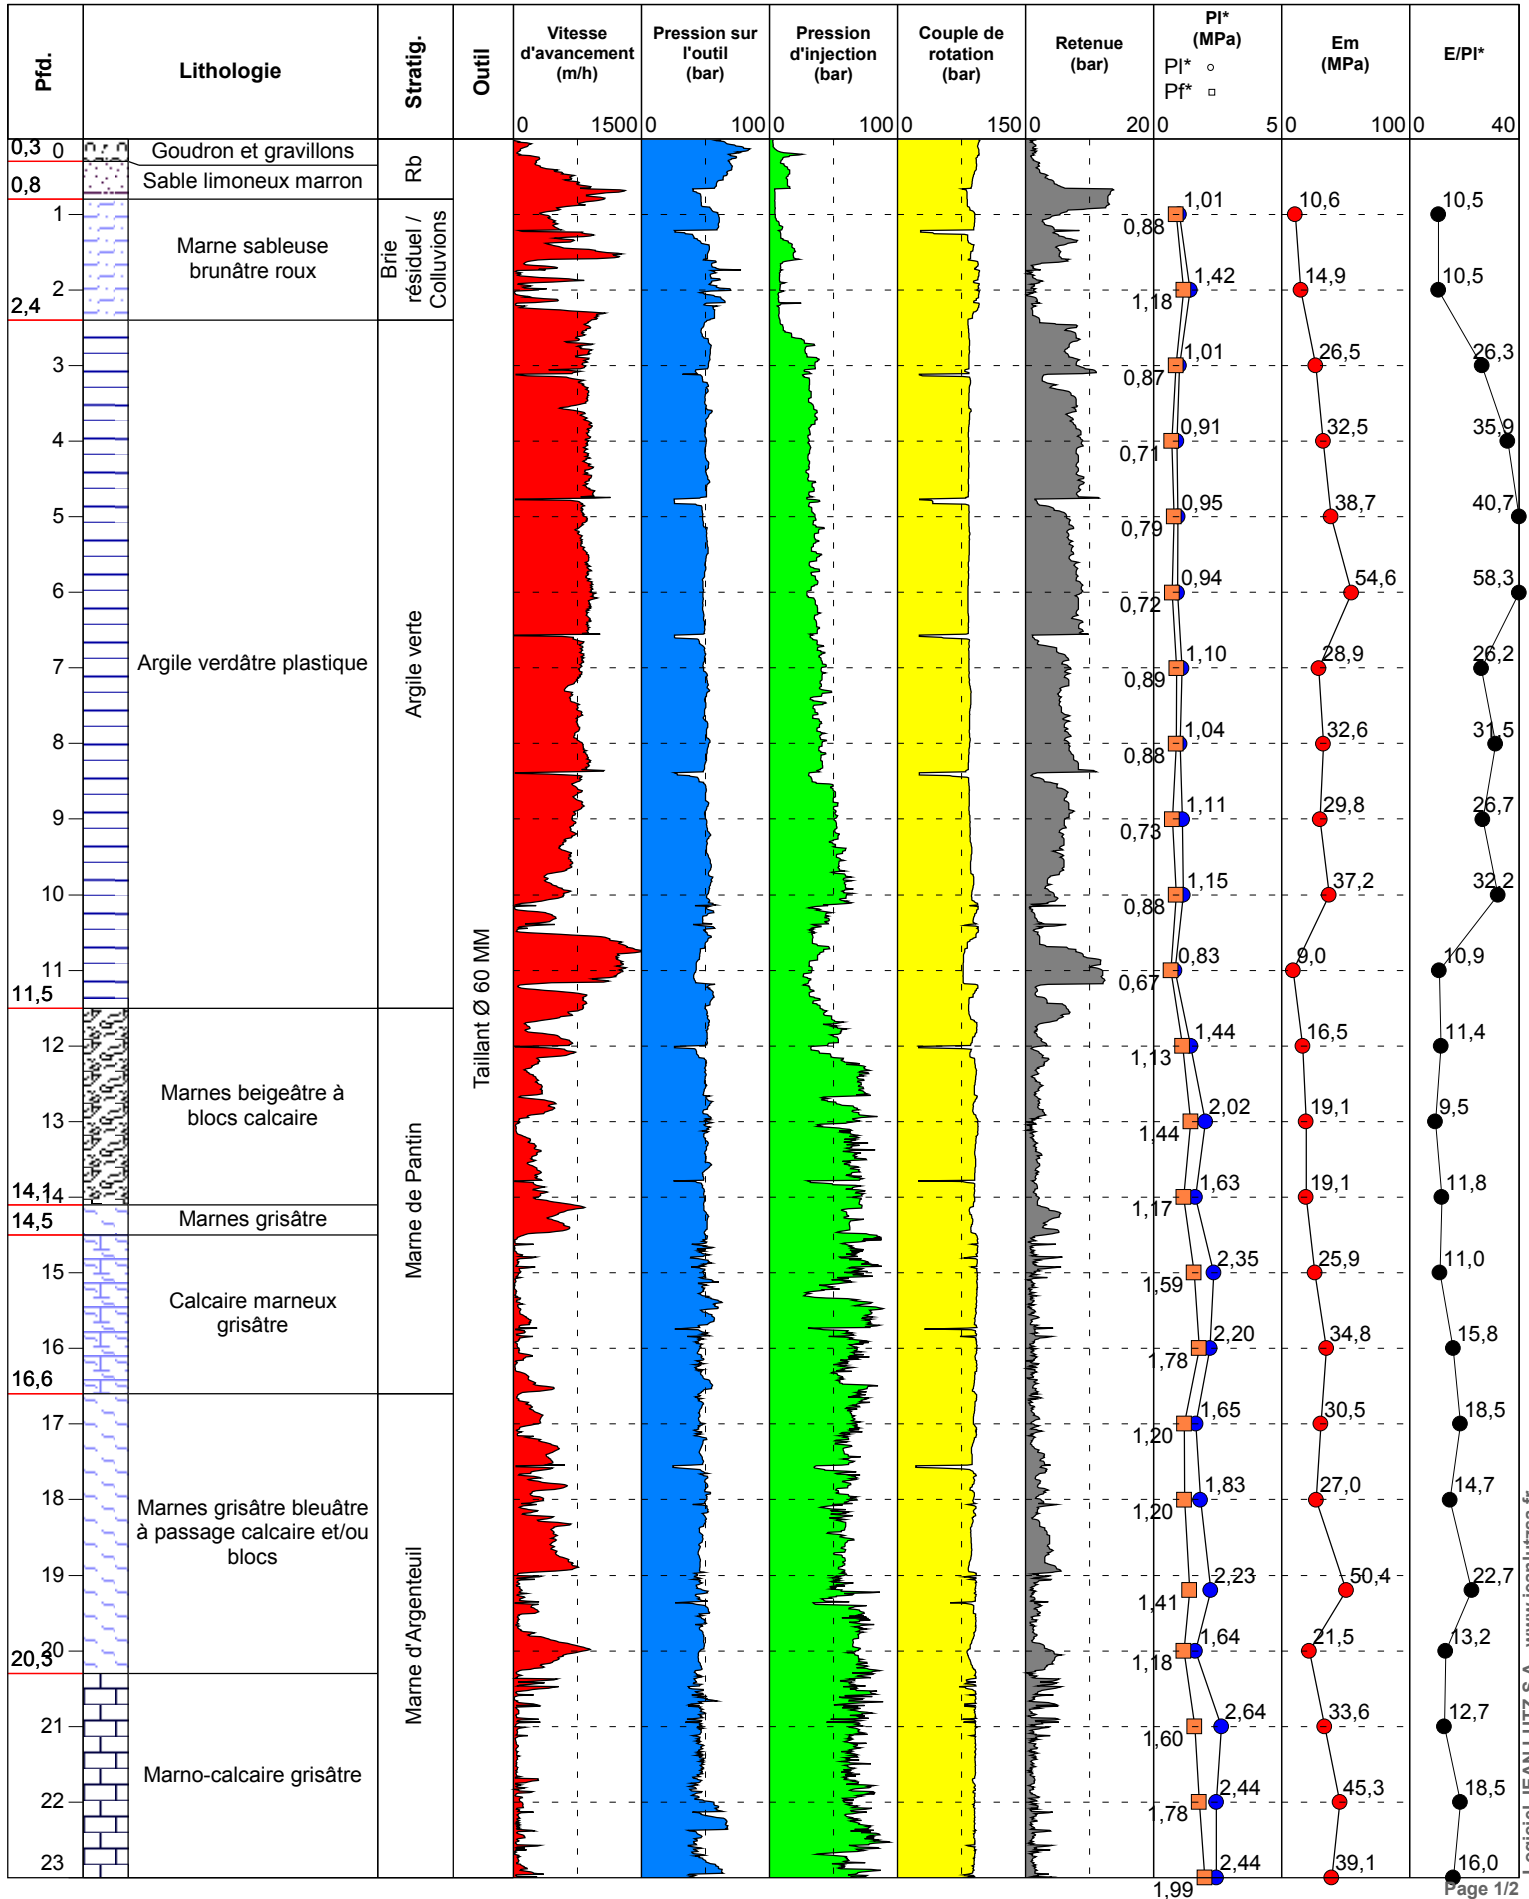 Pfd.
Lithologie
Stratig.
Outil
Vitesse
d'avancement
(m/h)
0 1500
Pression sur
l'outil
(bar)
0 100
Pression
d'injection
(bar)
0 100
Couple de
rotation
(bar)
0 150
Retenue
(bar)
0 20
Pl*
(MPa)
Pl*
Pf*
0 5
Em
(MPa)
0 100
E/Pl*
0 40
0,3 0
0,8
1
2
2,4
3
4
5
6
7
8
9
10
11
11,5
12
13
14,1 14
14,5
15
16
16,6
17
18
19
20,3 20
21
22
23
Goudron et gravillons
Sable limoneux marron
Marne sableuse
brunâtre roux
Argile verdâtre plastique
Marnes beigeâtre à
blocs calcaire
Marnes grisâtre
Calcaire marneux
grisâtre
Marnes grisâtre bleuâtre
à passage calcaire et/ou
blocs
Marno-calcaire grisâtre
Rb
Brie
résiduel /
Colluvions
Argile verte
Marne de Pantin
Marne d'Argenteuil
Taillant Ø 60 MM
0,88 1,01 10,6 10,5
1,18 1,42 14,9 10,5
0,87 1,01 26,5 26,3
0,71 0,91 32,5 35,9
0,79 0,95 38,7 40,7
0,72 0,94 54,6 58,3
0,89 1,10 28,9 26,2
0,88 1,04 32,6 31,5
0,73 1,11 29,8 26,7
0,88 1,15 37,2 32,2
0,67 0,83 9,0 10,9
1,13 1,44 16,5 11,4
1,44 2,02 19,1 9,5
1,17 1,63 19,1 11,8
1,59 2,35 25,9 11,0
1,78 2,20 34,8 15,8
1,20 1,65 30,5 18,5
1,20 1,83 27,0 14,7
1,41 2,23 50,4 22,7
1,18 1,64 21,5 13,2
1,60 2,64 33,6 12,7
1,78 2,44 45,3 18,5
1,99 2,44 39,1 16,0
Logiciel JEAN LUTZ S.A - www.jeanlutzsa.fr
Page 1/2